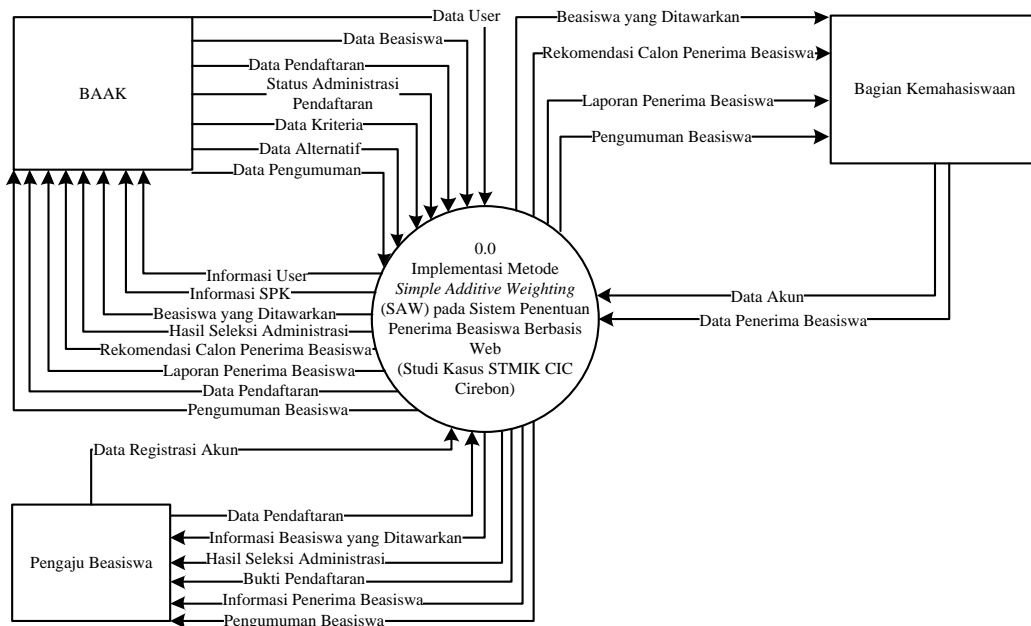 Data User
Data Beasiswa
Data Pendaftaran
Status Administrasi
Pendaftaran
Data Kriteria
Data Alternatif
Data Pengumuman
BAAK
Beasiswa yang Ditawarkan
Rekomendasi Calon Penerima Beasiswa
Laporan Penerima Beasiswa
Pengumuman Beasiswa
Bagian Kemahasiswaan
0.0
Implementasi Metode
Simple Additive Weighting
(SAW) pada Sistem Penentuan
Penerima Beasiswa Berbasis
Web
(Studi Kasus STMIK CIC
Cirebon)
Informasi User
Informasi SPK
Beasiswa yang Ditawarkan
Hasil Seleksi Administrasi
Rekomendasi Calon Penerima Beasiswa
Laporan Penerima Beasiswa
Data Pendaftaran
Pengumuman Beasiswa
Data Akun
Data Penerima Beasiswa
Data Registrasi Akun
Pengaju Beasiswa
Data Pendaftaran
Informasi Beasiswa yang Ditawarkan
Hasil Seleksi Administrasi
Bukti Pendaftaran
Informasi Penerima Beasiswa
Pengumuman Beasiswa